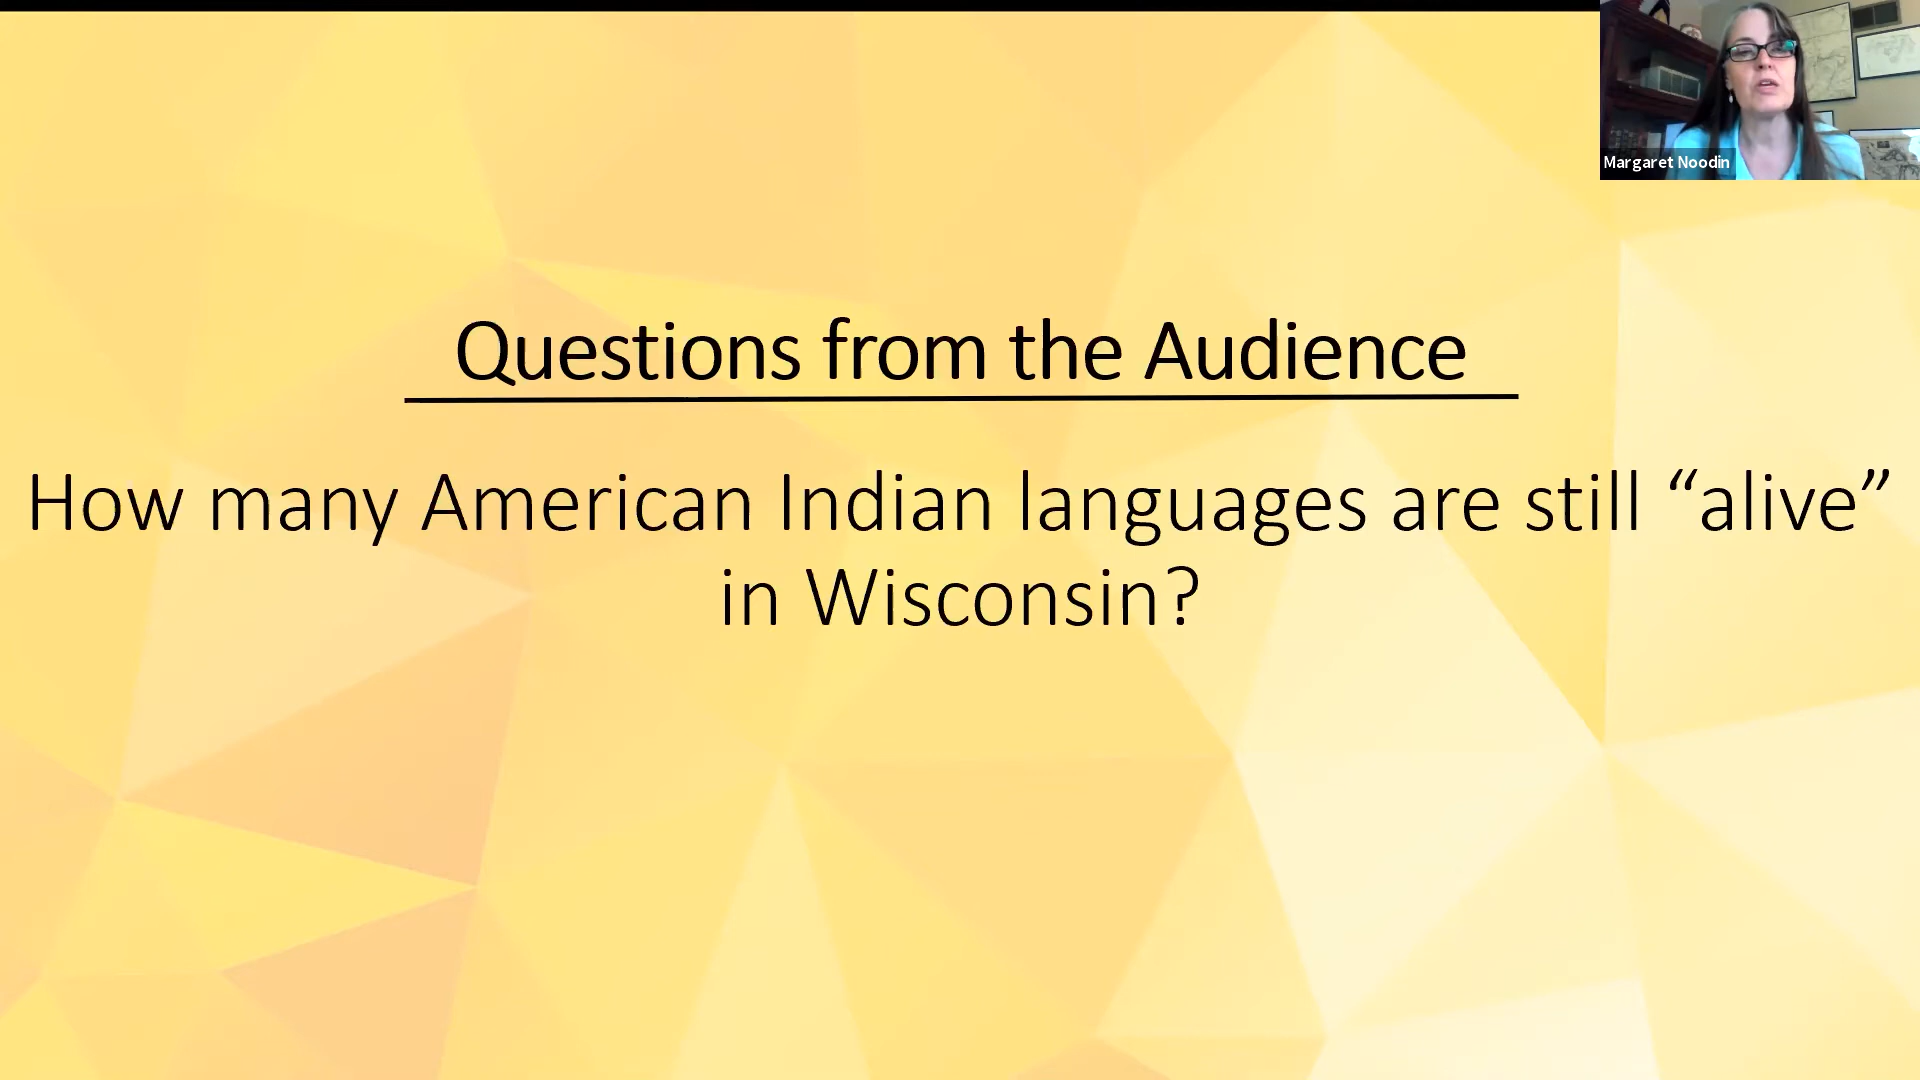 Margaret Noodin
Questions from the Audience
How many American Indian languages are still “alive”
in Wisconsin?